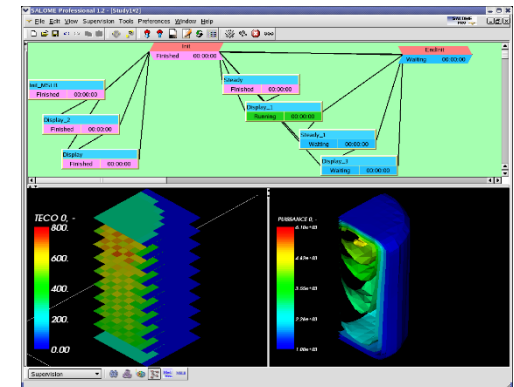 SALOME Professional 1.2 - [Study1*2]
File Edit View Supervision Tools Preferences Window Help
Init
Finished 00:00:00
EndInit
Waiting 00:00:00
Steady
Finished 00:00:00
Finished 00:00:00
Display_1
Running 00:00:00
Display_2
Finished 00:00:00
Steady_1
Waiting 00:00:00
Display
Finished 00:00:00
Display_3
Waiting 00:00:00
TECO 0, -
800.
600.
400.
200.
0.00
PUISSANCE 0, -
Supervision